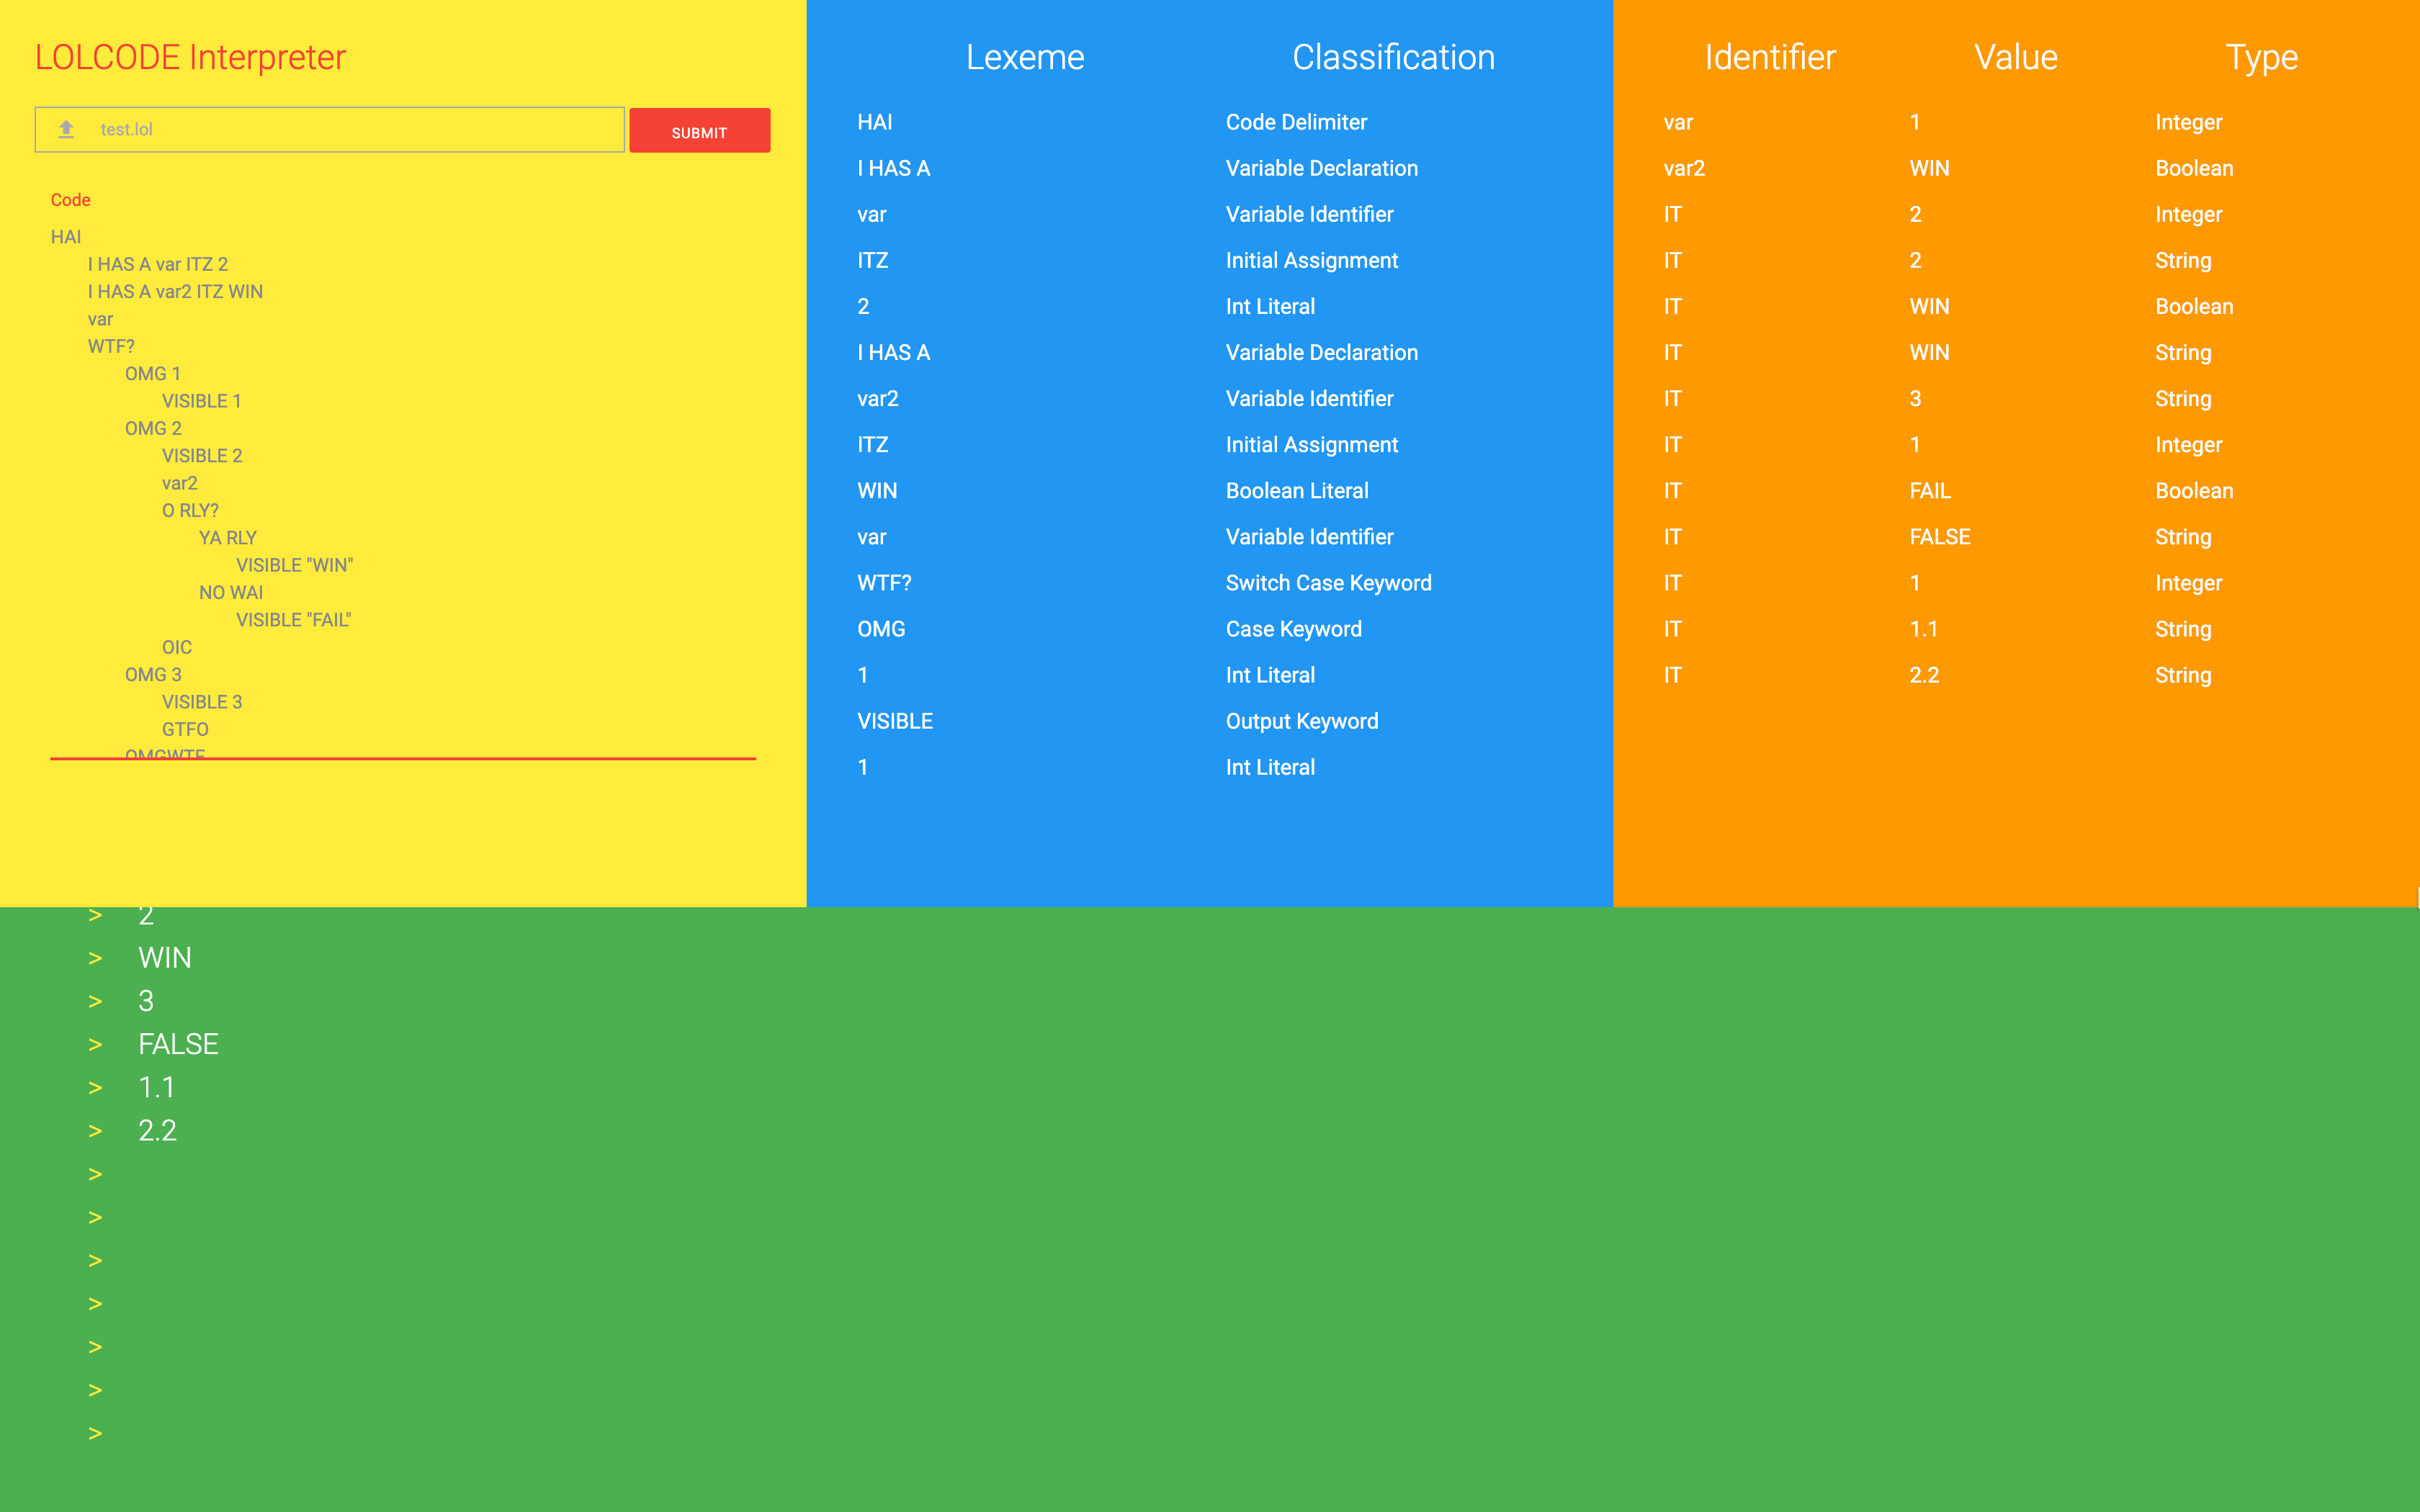 LOLCODE Interpreter
test.lol
SUBMIT
Code
HAI
I HAS A var ITZ 2
I HAS A var2 ITZ WIN
var
WTF?
OMG 1
VISIBLE 1
OMG 2
VISIBLE 2
var2
O RLY?
YA RLY
VISIBLE "WIN"
NO WAI
VISIBLE "FAIL"
OIC
OMG 3
VISIBLE 3
GTFO
OMGWTF
Lexeme Classification
HAI Code Delimiter
I HAS A Variable Declaration
var Variable Identifier
ITZ Initial Assignment
2 Int Literal
I HAS A Variable Declaration
var2 Variable Identifier
ITZ Initial Assignment
WIN Boolean Literal
var Variable Identifier
WTF? Switch Case Keyword
OMG Case Keyword
1 Int Literal
VISIBLE Output Keyword
1 Int Literal
Identifier Value Type
var 1 Integer
var2 WIN Boolean
IT 2 Integer
IT 2 String
IT WIN Boolean
IT WIN String
IT 3 String
IT 1 Integer
IT FAIL Boolean
IT FALSE String
IT 1 Integer
IT 1.1 String
IT 2.2 String
> 2
> WIN
> 3
> FALSE
> 1.1
> 2.2
>
>
>
>
>
>
>